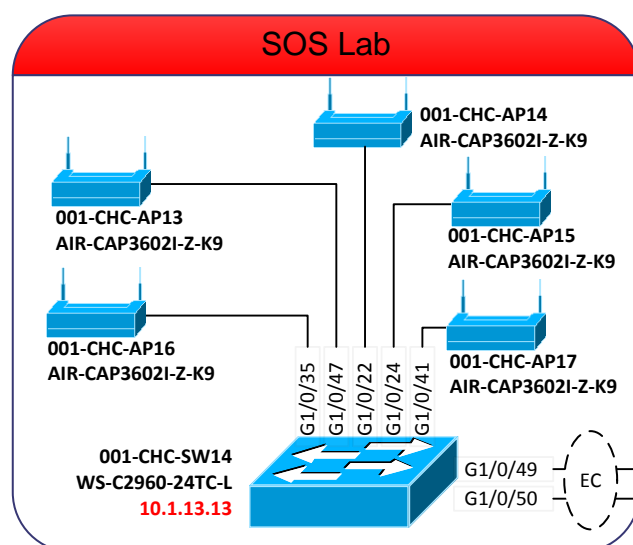 SOS Lab
001-CHC-AP14
AIR-CAP3602I-Z-K9
001-CHC-AP13
AIR-CAP3602I-Z-K9
001-CHC-AP15
AIR-CAP3602I-Z-K9
001-CHC-AP16
AIR-CAP3602I-Z-K9
001-CHC-AP17
AIR-CAP3602I-Z-K9
G1/0/35
G1/0/47
G1/0/22
G1/0/24
G1/0/41
001-CHC-SW14
WS-C2960-24TC-L
10.1.13.13
G1/0/49
G1/0/50
EC